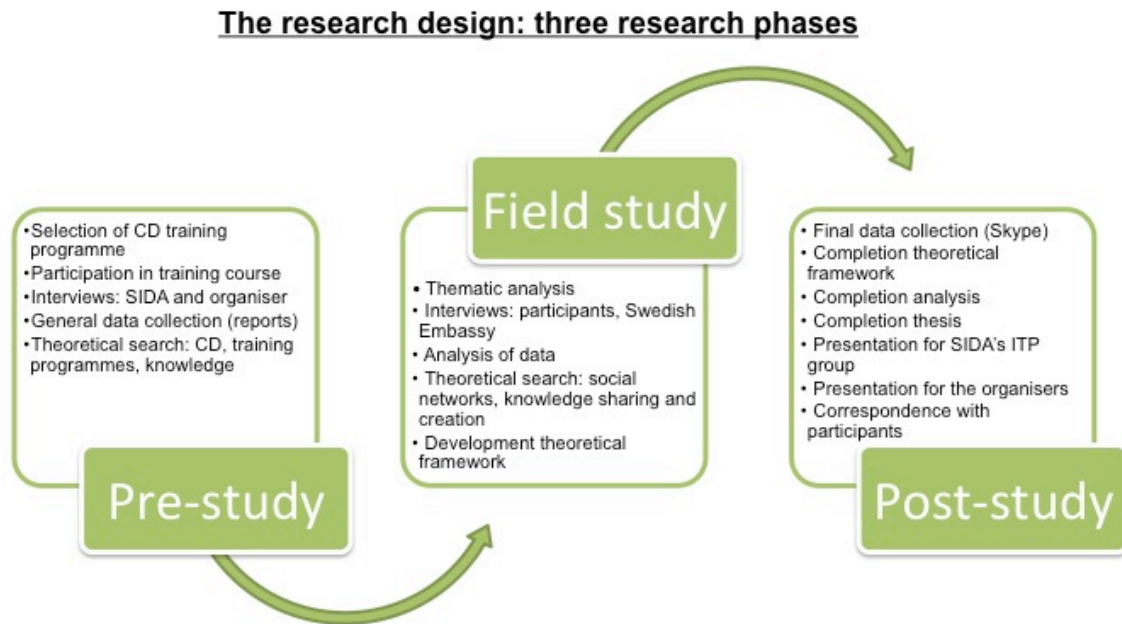 The research design: three research phases
•Selection of CD training
programme
•Participation in training course
•Interviews: SIDA and organiser
•General data collection (reports)
•Theoretical search: CD, training
programmes, knowledge
Pre-study
Field study
• Thematic analysis
• Interviews: participants, Swedish
Embassy
• Analysis of data
• Theoretical search: social
networks, knowledge sharing and
creation
• Development theoretical
framework
• Final data collection (Skype)
• Completion theoretical
framework
• Completion analysis
• Completion thesis
• Presentation for SIDA's ITP
group
• Presentation for the organisers
• Correspondence with
participants
Post-study